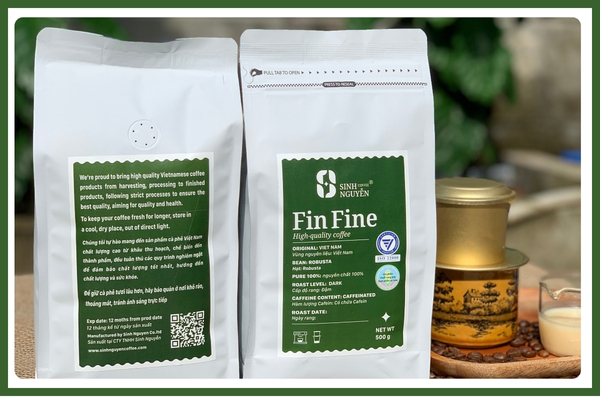 We're proud to bring high quality Vietnamese coffee
products from harvesting, processing to finished
products, following strict processes to ensure the
best quality, aiming for quality and health.
To keep your coffee fresh for longer, store in
a cool, dry place, out of direct light.
Chúng tôi tự hào mang đến sản phẩm cà phê Việt Nam
chất lượng cao từ khâu thu hoạch, chế biến đến
thành phẩm, đều tuân thủ các quy trình nghiêm ngặt
để đảm bảo chất lượng tốt nhất, hướng đến
chất lượng và sức khỏe.
Để giữ cà phê tươi lâu hơn, hãy bảo quản ở nơi khô ráo,
thoáng mát, tránh ánh sáng trực tiếp
Exp date: 12 moths from prod date
12 tháng kể từ ngày sản xuất
Manufactured by Sinh Nguyen Co.ltd
Sản xuất tại CTY TNHH Sinh Nguyên
www.sinhnguyencoffee.com
PULL TAB TO OPEN
PRESS TO RESEAL
SINH COFFEE
NGUYÊN®
Fin Fine
High-quality coffee
ORIGINAL: VIET NAM
Vùng nguyên liệu: Việt Nam
BEAN: ROBUSTA
Hạt: Robusta
PURE 100%: nguyên chất 100%
ROAST LEVEL: DARK
Cấp độ rang: Đậm
CAFFEINE CONTENT: CAFFEINATED
Hàm lượng Cafein: Có chứa Cafein
ROAST DATE:
Ngày rang:
ISO 22000
NET WT
500 g